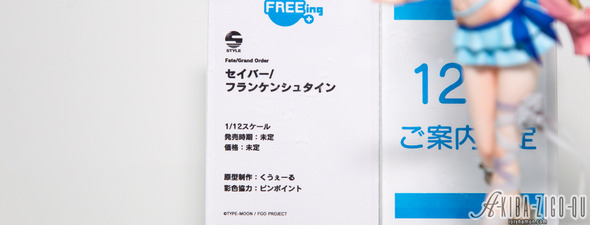 FREEing
S
STYLE
Fate/Grand Order
セイバー/
フランケンシュタイン
1/12スケール
発売時期：未定
価格：未定
原型制作：くうぇーる
彩色協力：ピンポイント
©TYPE-MOON / FGO PROJECT
12
ご案内 定
AKIBA-ZIGO-QU